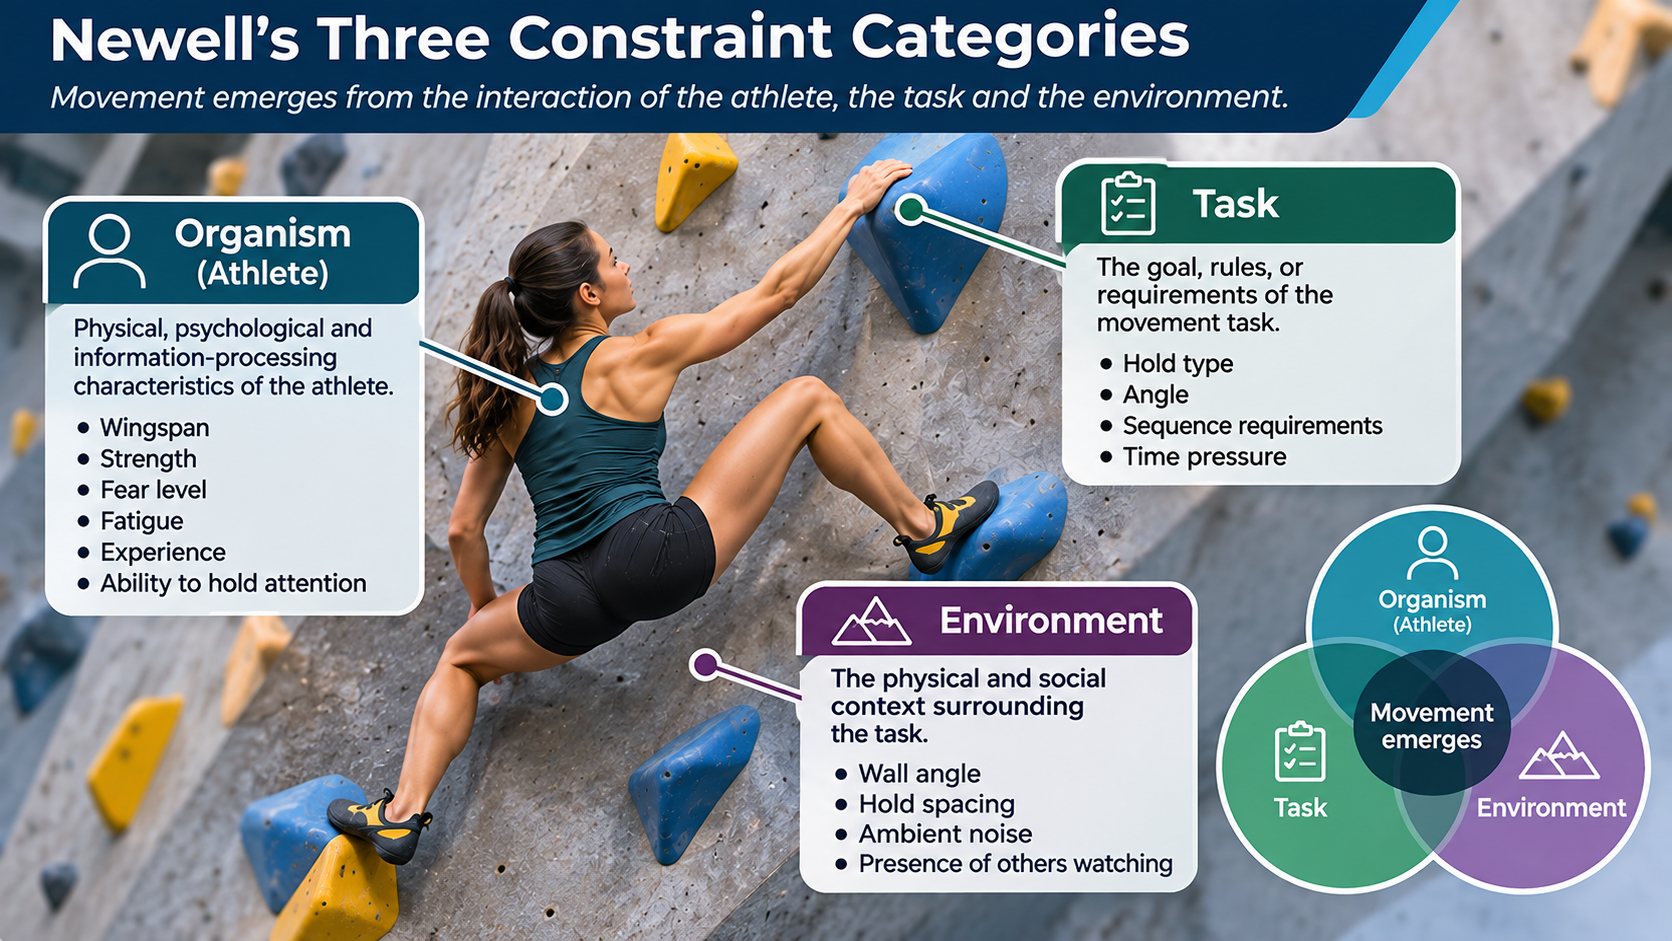 Newell's Three Constraint Categories
Movement emerges from the interaction of the athlete, the task and the environment.
Organism
(Athlete)
Physical, psychological and
information-processing
characteristics of the athlete.
• Wingspan
• Strength
• Fear level
• Fatigue
• Experience
• Ability to hold attention
Task
The goal, rules, or
requirements of the
movement task.
• Hold type
• Angle
• Sequence requirements
• Time pressure
Environment
The physical and social
context surrounding
the task.
• Wall angle
• Hold spacing
• Ambient noise
• Presence of others watching
Organism
(Athlete)
Movement
emerges
Task
Environment